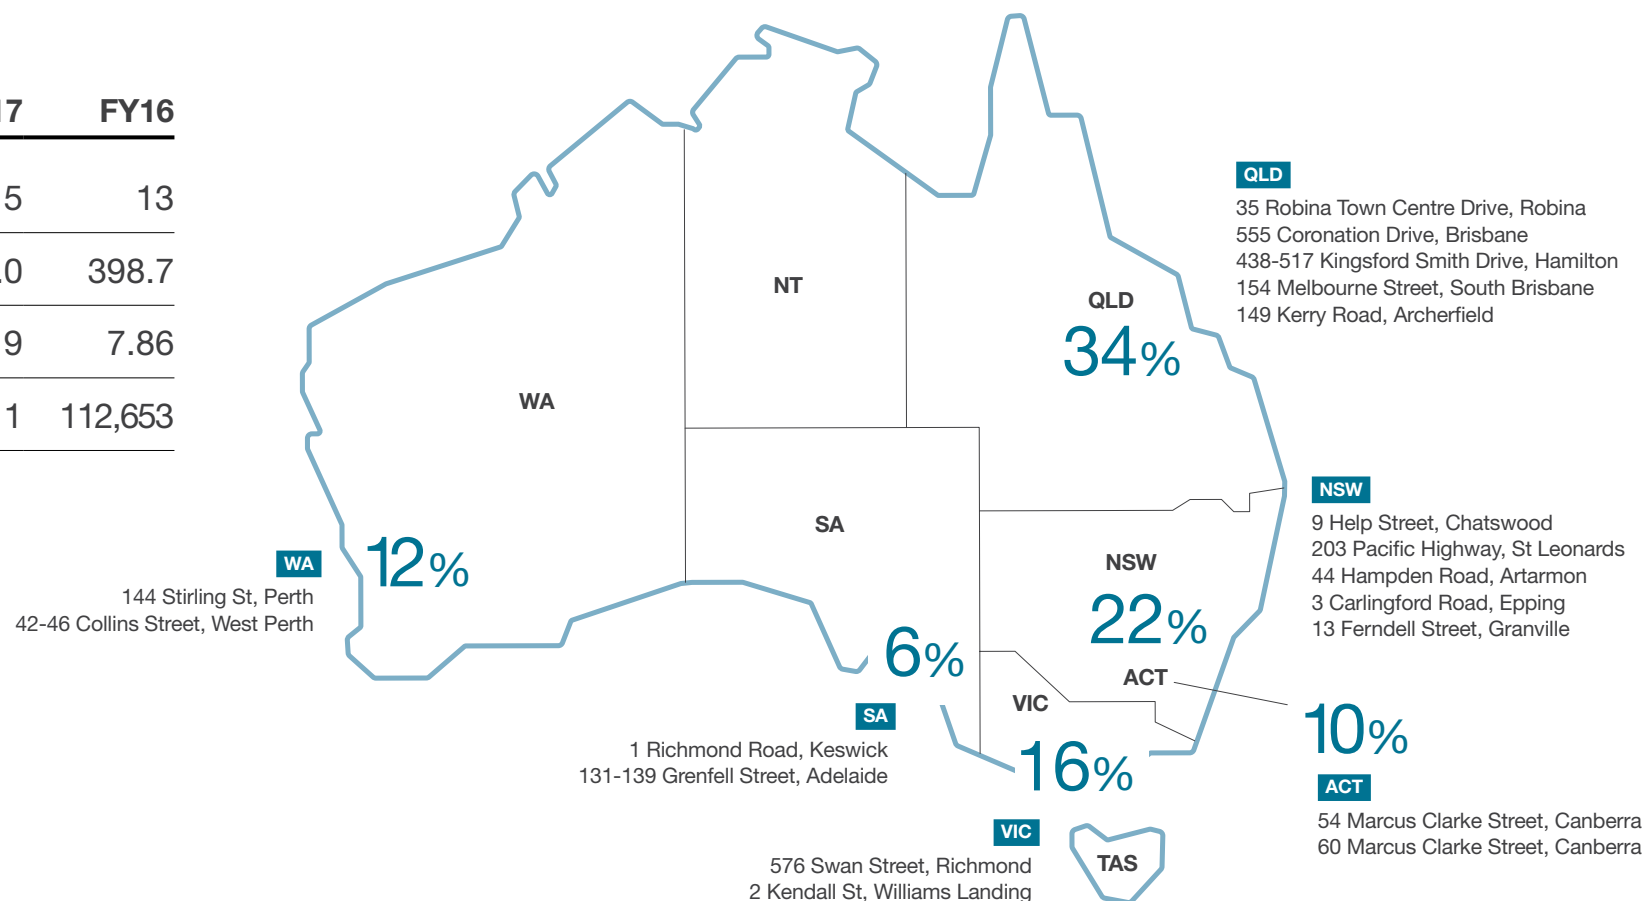 17 FY16
5 13
.0 398.7
9 7.86
1 112,653
NT
WA
QLD
34%
QLD
35 Robina Town Centre Drive, Robina
555 Coronation Drive, Brisbane
438-517 Kingsford Smith Drive, Hamilton
154 Melbourne Street, South Brisbane
149 Kerry Road, Archerfield
SA
NSW
22%
NSW
9 Help Street, Chatswood
203 Pacific Highway, St Leonards
44 Hampden Road, Artarmon
3 Carlingford Road, Epping
13 Ferndell Street, Granville
WA
12%
144 Stirling St, Perth
42-46 Collins Street, West Perth
6%
SA
1 Richmond Road, Keswick
131-139 Grenfell Street, Adelaide
ACT
10%
ACT
54 Marcus Clarke Street, Canberra
60 Marcus Clarke Street, Canberra
VIC
16%
VIC
576 Swan Street, Richmond
2 Kendall St, Williams Landing
TAS